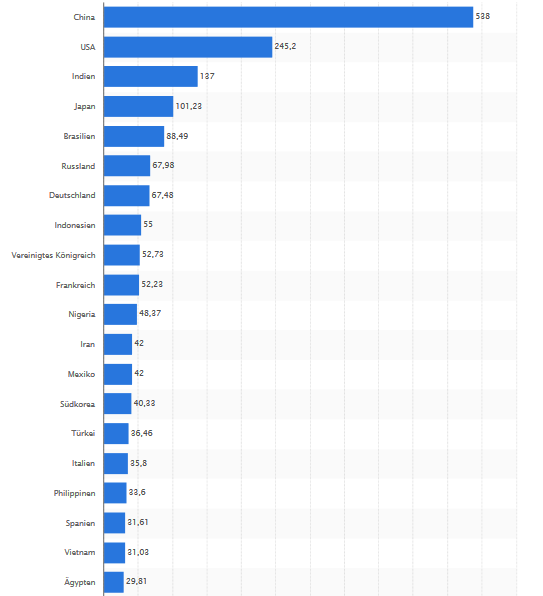 China 538
USA 245,2
Indien 137
Japan 101,23
Brasilien 88,49
Russland 67,98
Deutschland 67,48
Indonesien 55
Vereinigtes Königreich 52,73
Frankreich 52,23
Nigeria 48,37
Iran 42
Mexiko 42
Südkorea 40,33
Türkei 36,46
Italien 35,8
Philippinen 33,6
Spanien 31,61
Vietnam 31,03
Ägypten 29,81